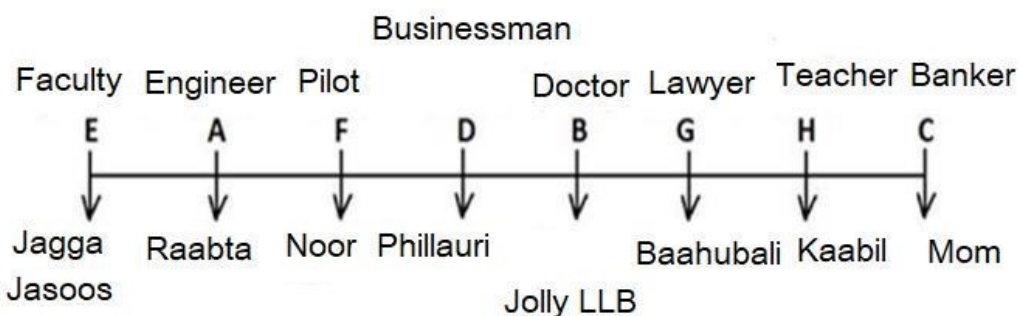 Businessman
Faculty Engineer Pilot Doctor Lawyer Teacher Banker
E A F D B G H C
Jagga Raabta Noor Phillauri Baahubali Kaabil Mom
Jasoos
Jolly LLB